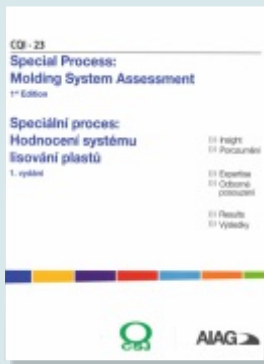 CQI - 23
Special Process:
Molding System Assessment
1st Edition
Speciální proces:
Hodnocení systému
lisování plastů
1. vydání
Insight
Porozumění
Expertise
Odborné
posouzení
Results
Výsledky
AIAG